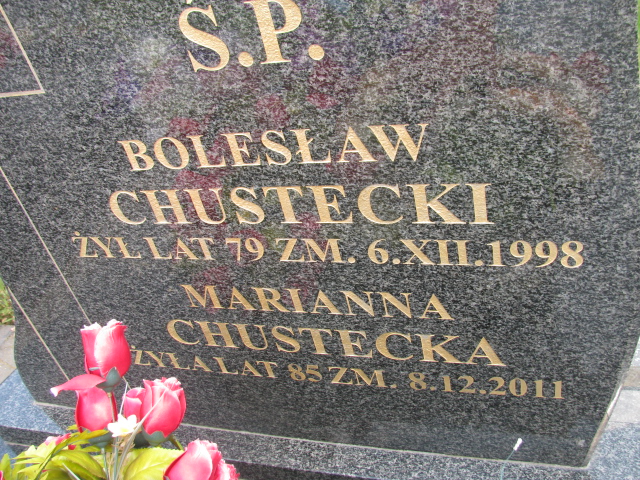 Ś.P.
BOLESŁAW
CHUSTECKI
ŻYŁ LAT 79 ZM. 6.XII.1998
MARIANNA
CHUSTECKA
ŻYŁA LAT 85 ZM. 8.12.2011